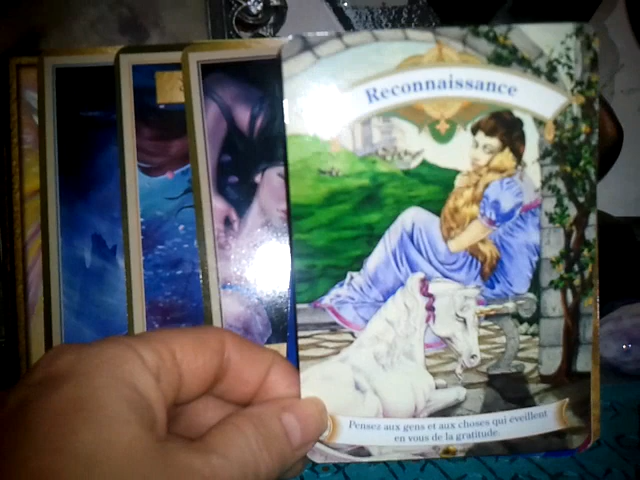 Reconnaissance
Pensez aux gens et aux choses qui éveillent
en vous de la gratitude.